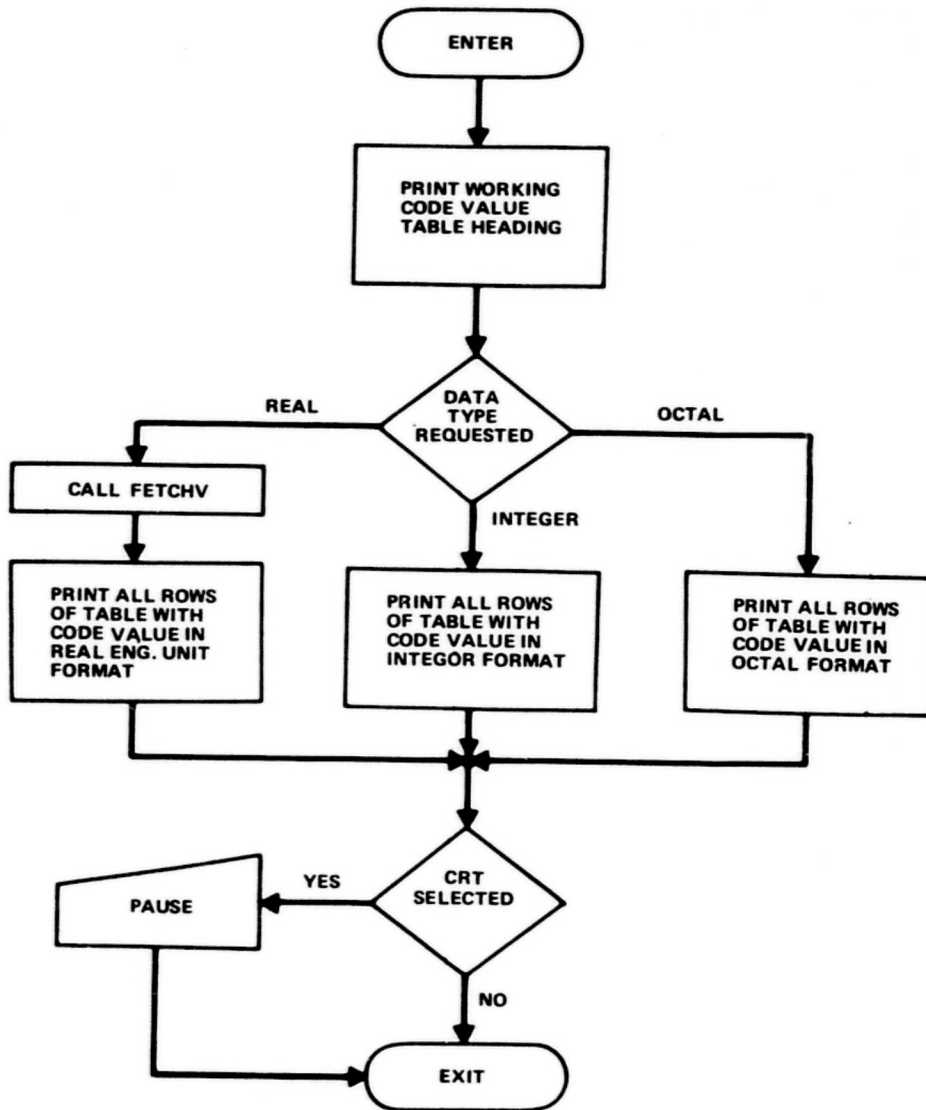 ENTER
PRINT WORKING
CODE VALUE
TABLE HEADING
DATA
TYPE
REQUESTED
REAL
OCTAL
INTEGER
CALL FETCHV
PRINT ALL ROWS
OF TABLE WITH
CODE VALUE IN
REAL ENG. UNIT
FORMAT
PRINT ALL ROWS
OF TABLE WITH
CODE VALUE IN
INTEGOR FORMAT
PRINT ALL ROWS
OF TABLE WITH
CODE VALUE IN
OCTAL FORMAT
CRT
SELECTED
YES
PAUSE
NO
EXIT